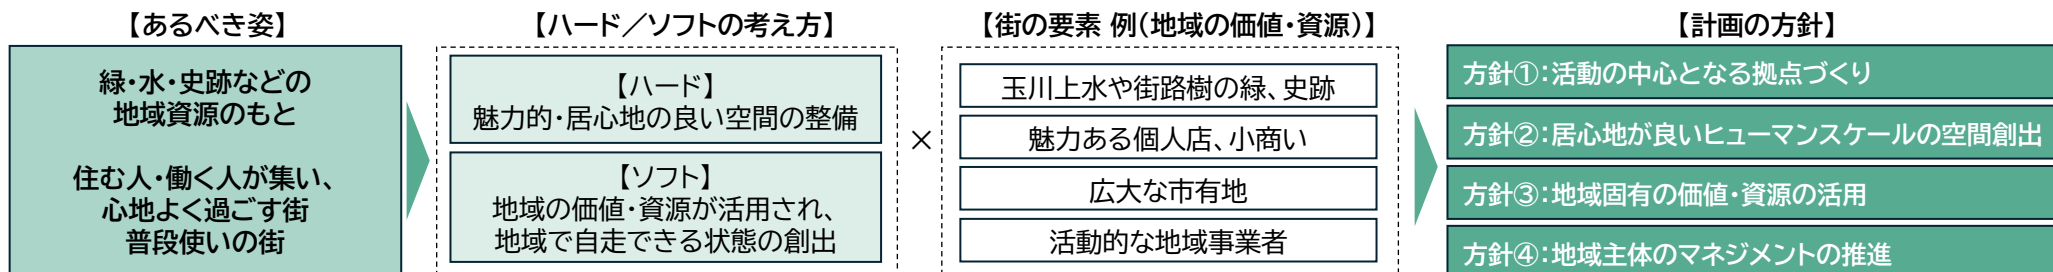 【あるべき姿】
緑・水・史跡などの
地域資源のもと
住む人・働く人が集い、
心地よく過ごす街
普段使いの街
【ハード／ソフトの考え方】
【ハード】
魅力的・居心地の良い空間の整備
【ソフト】
地域の価値・資源が活用され、
地域で自走できる状態の創出
×
【街の要素 例（地域の価値・資源）】
玉川上水や街路樹の緑、史跡
魅力ある個人店、小商い
広大な市有地
活動的な地域事業者
【計画の方針】
方針①：活動の中心となる拠点づくり
方針②：居心地が良いヒューマンスケールの空間創出
方針③：地域固有の価値・資源の活用
方針④：地域主体のマネジメントの推進